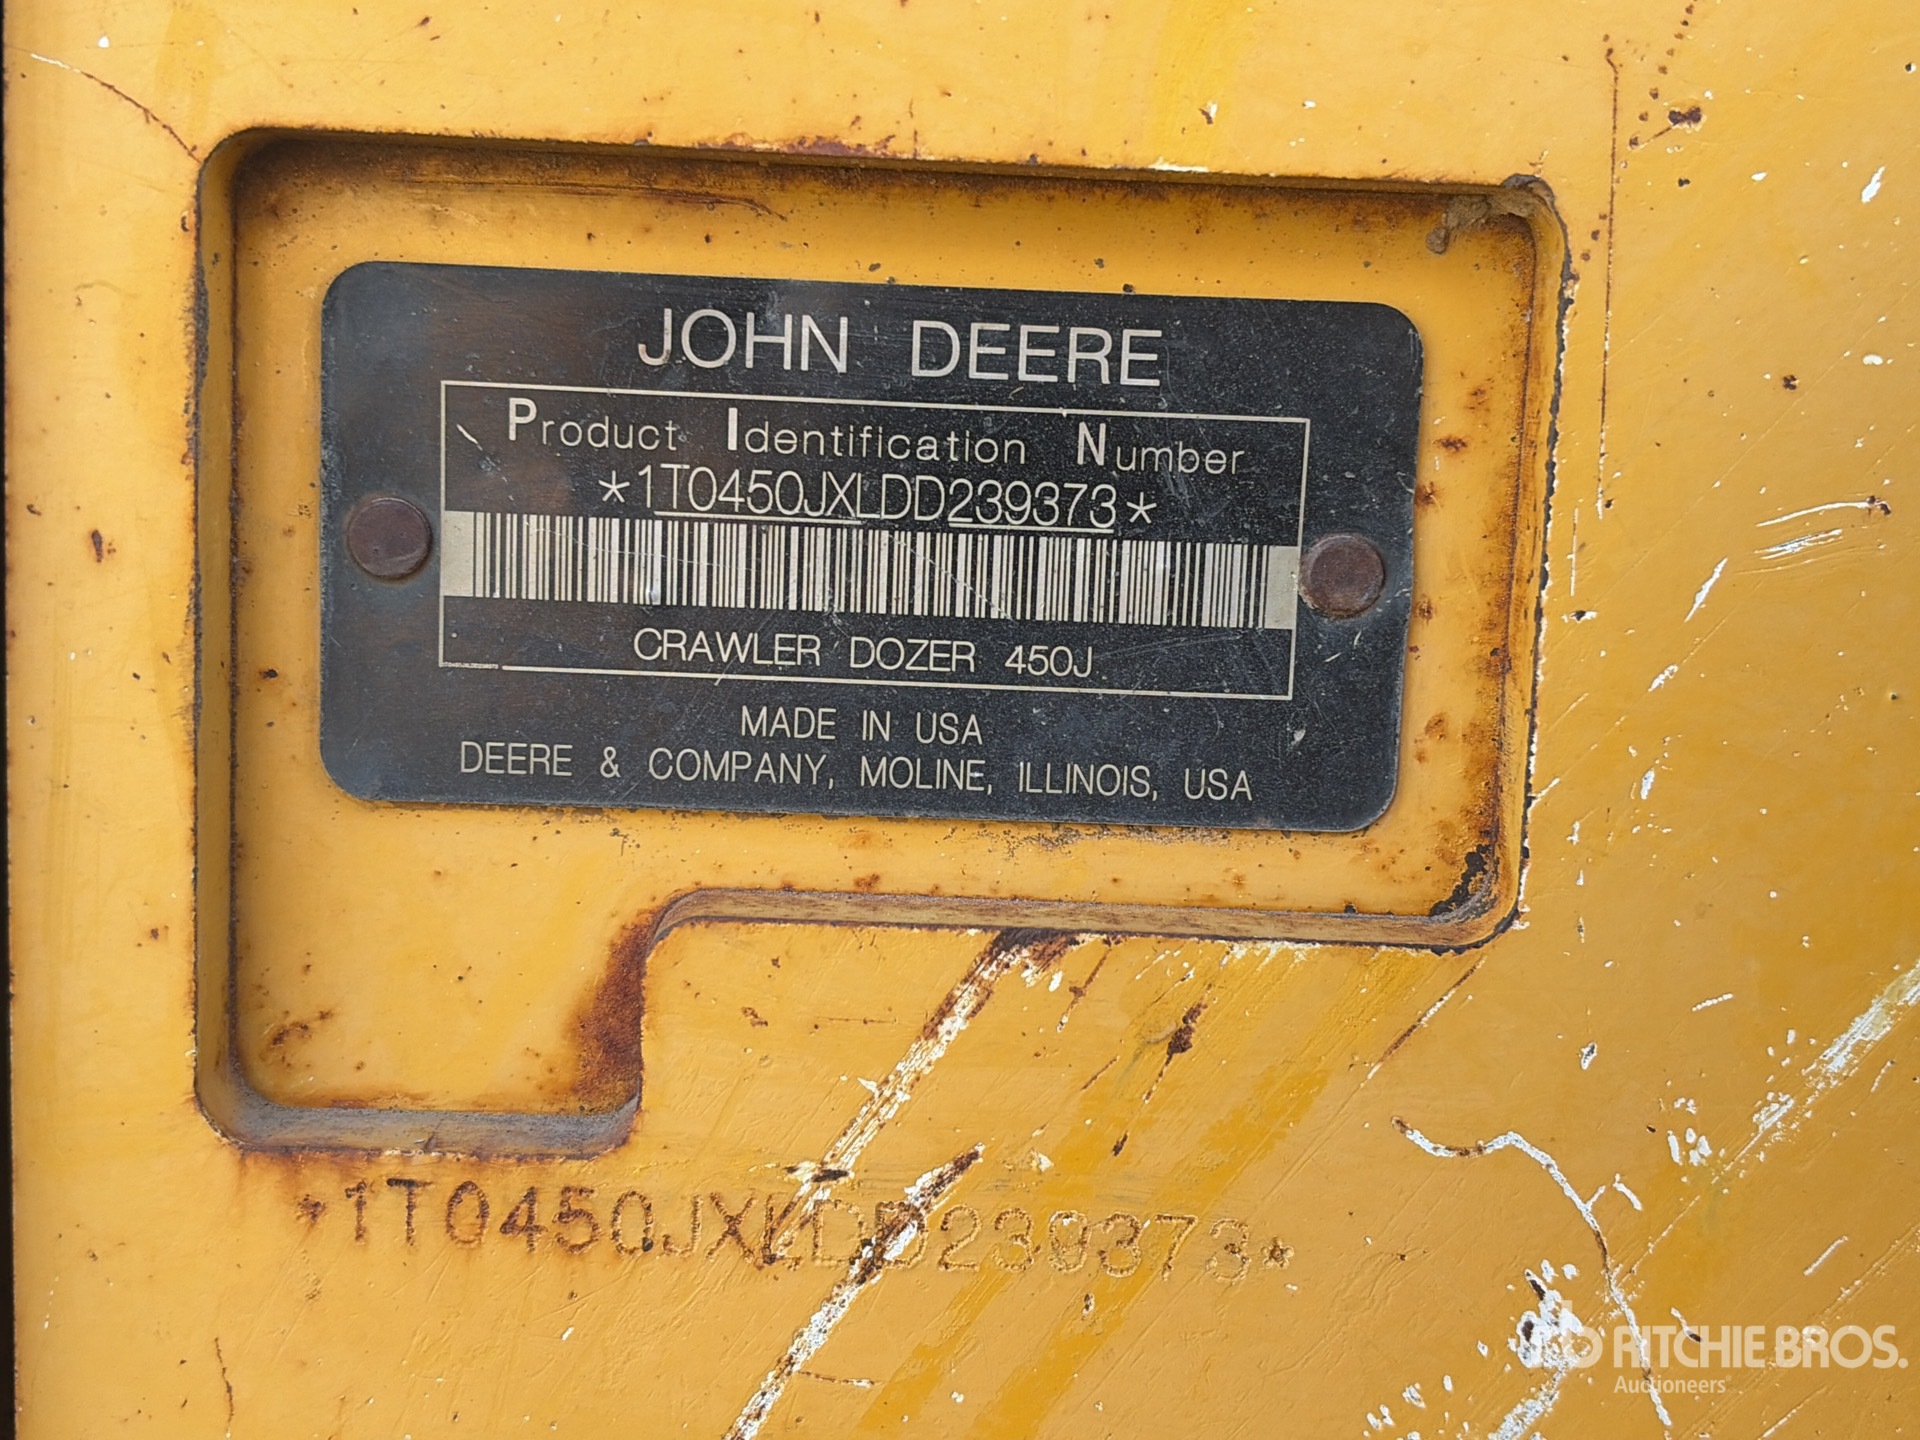 JOHN DEERE
Product Identification Number
*1T0450JXLDD239373*
CRAWLER DOZER 450J
MADE IN USA
DEERE & COMPANY, MOLINE, ILLINOIS, USA
*1T0450JXLDD239373*
RITCHIE BROS.
Auctioneers